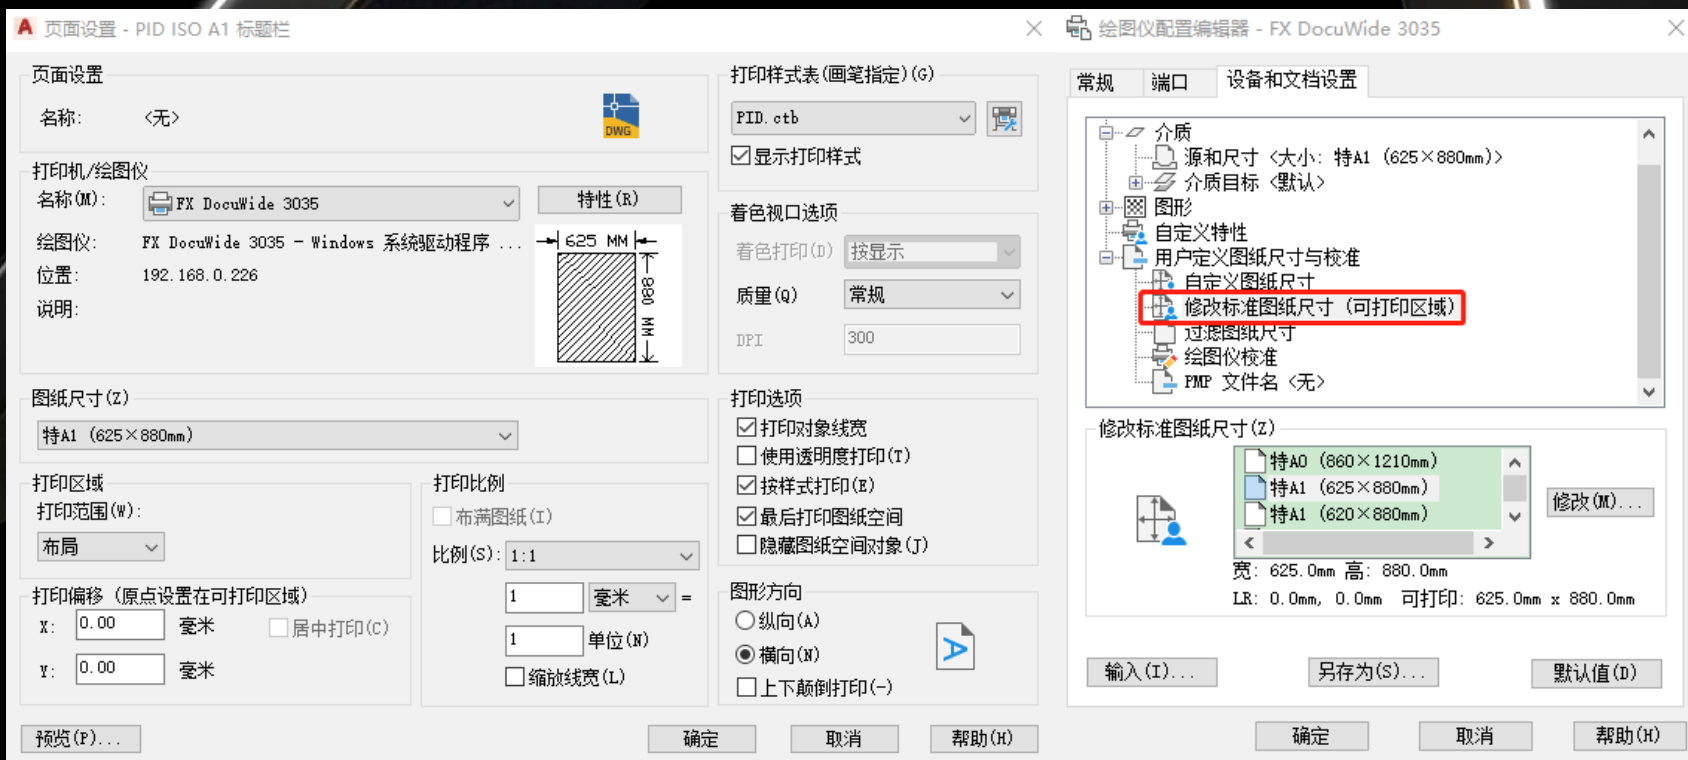 页面设置 - PID ISO A1 标题栏
页面设置
名称: <无>
DWG
打印机/绘图仪
名称(M): FX DocuWide 3035 特性(R)
绘图仪: FX DocuWide 3035 - Windows 系统驱动程序 ...
位置: 192.168.0.226
说明:
625 MM
880 MM
图纸尺寸(Z)
特A1 (625×880mm)
打印区域
打印范围(W):
布局
打印偏移 (原点设置在可打印区域)
X: 0.00 毫米 居中打印(C)
Y: 0.00 毫米
打印比例
布满图纸(I)
比例(S): 1:1
1 毫米 =
1 单位(N)
缩放线宽(L)
打印样式表(画笔指定)(G)
PID.ctb
显示打印样式
着色视口选项
着色打印(D) 按显示
质量(Q) 常规
DPI 300
打印选项
打印对象线宽
使用透明度打印(T)
按样式打印(E)
最后打印图纸空间
隐藏图纸空间对象(J)
图形方向
纵向(A)
横向(N)
上下颠倒打印(-)
预览(P)... 确定 取消 帮助(H)
绘图仪配置编辑器 - FX DocuWide 3035
常规 端口 设备和文档设置
介质
源和尺寸 <大小: 特A1 (625×880mm)>
介质目标 <默认>
图形
自定义特性
用户定义图纸尺寸与校准
自定义图纸尺寸
修改标准图纸尺寸 (可打印区域)
过滤图纸尺寸
绘图仪校准
PMP 文件名 <无>
修改标准图纸尺寸(Z)
特A0 (860×1210mm)
特A1 (625×880mm)
特A1 (620×880mm)
修改(M)...
宽: 625.0mm 高: 880.0mm
LR: 0.0mm, 0.0mm 可打印: 625.0mm x 880.0mm
输入(I)... 另存为(S)... 默认值(D)
确定 取消 帮助(H)